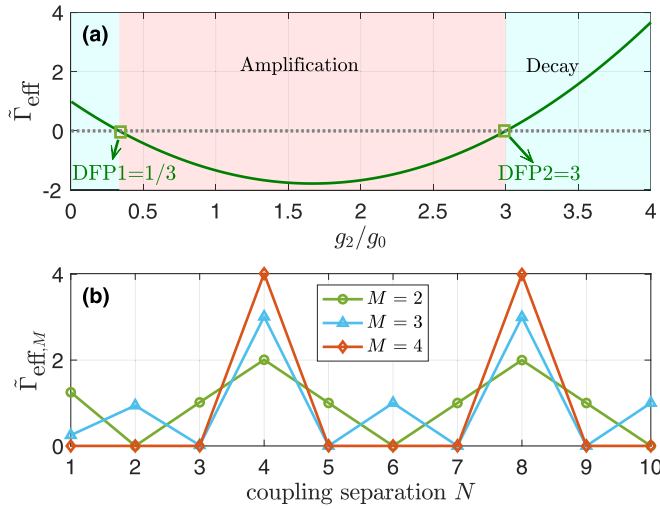 (a)
4
2
0
-2
Γ̃eff
Amplification
Decay
DFP1=1/3
DFP2=3
0 0.5 1 1.5 2 2.5 3 3.5 4
g2/g0
(b)
4
2
0
Γ̃eff,M
M = 2
M = 3
M = 4
1 2 3 4 5 6 7 8 9 10
coupling separation N